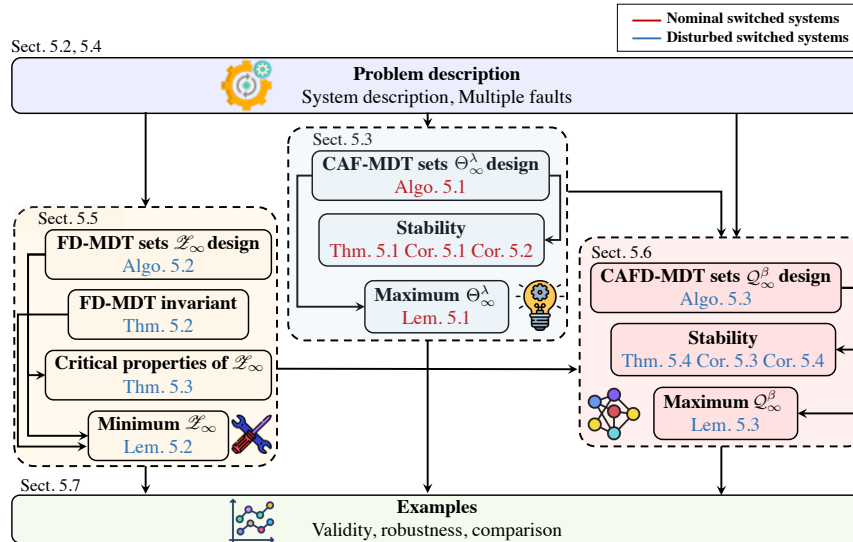 Nominal switched systems
Disturbed switched systems
Sect. 5.2, 5.4
Problem description
System description, Multiple faults
Sect. 5.3
CAF-MDT sets Θ^λ_∞ design
Algo. 5.1
Stability
Thm. 5.1 Cor. 5.1 Cor. 5.2
Maximum Θ^λ_∞
Lem. 5.1
Sect. 5.5
FD-MDT sets 𝒵_∞ design
Algo. 5.2
FD-MDT invariant
Thm. 5.2
Critical properties of 𝒵_∞
Thm. 5.3
Minimum 𝒵_∞
Lem. 5.2
Sect. 5.6
CAFD-MDT sets 𝒬^β_∞ design
Algo. 5.3
Stability
Thm. 5.4 Cor. 5.3 Cor. 5.4
Maximum 𝒬^β_∞
Lem. 5.3
Sect. 5.7
Examples
Validity, robustness, comparison